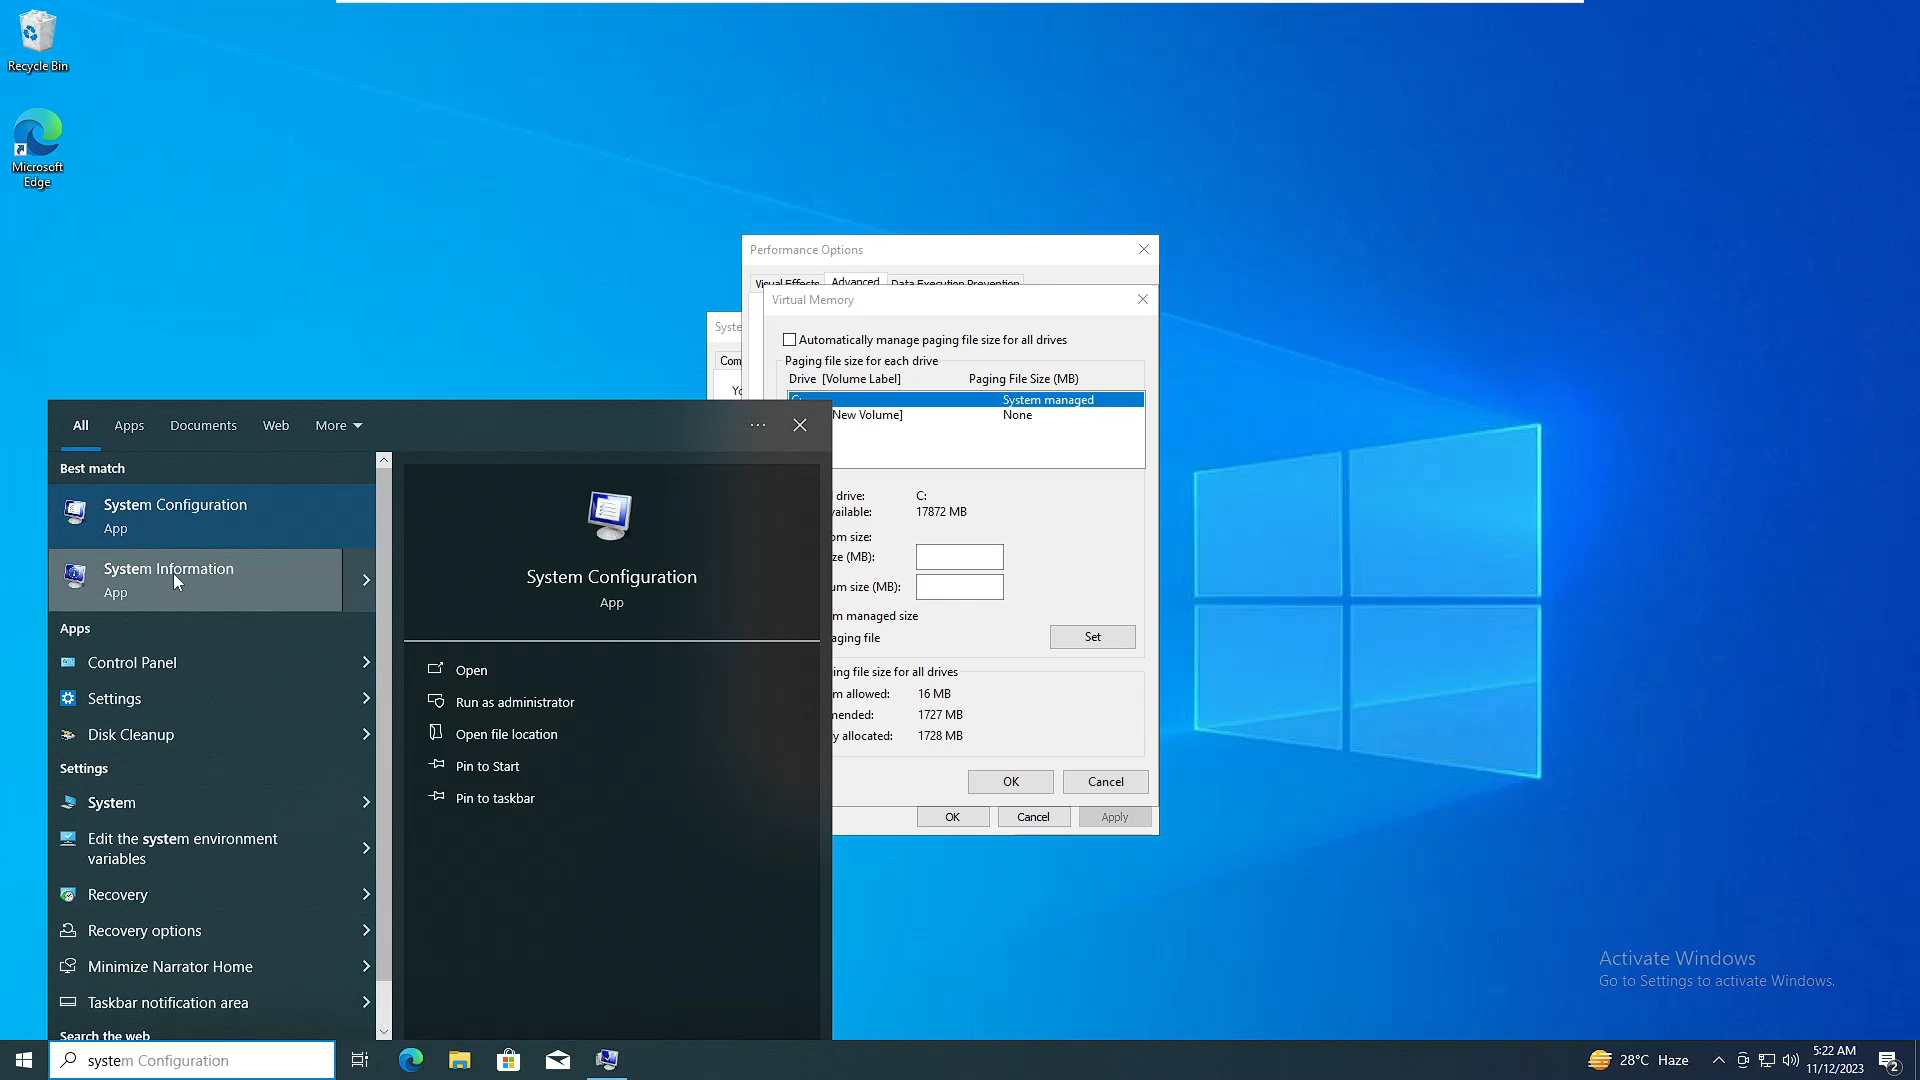 Recycle Bin
Microsoft
Edge
Performance Options
Visual Effects Advanced Data Execution Prevention
Virtual Memory
Syste
Com
Automatically manage paging file size for all drives
Paging file size for each drive
Drive [Volume Label] Paging File Size (MB)
C: System managed
New Volume] None
drive: C:
ailable: 17872 MB
om size:
ze (MB):
um size (MB):
m managed size
aging file
Set
ing file size for all drives
m allowed: 16 MB
ended: 1727 MB
y allocated: 1728 MB
OK Cancel
OK Cancel Apply
All Apps Documents Web More
Best match
System Configuration
App
System Information
App
Apps
Control Panel
Settings
Disk Cleanup
Settings
System
Edit the system environment
variables
Recovery
Recovery options
Minimize Narrator Home
Taskbar notification area
Search the web
System Configuration
App
Open
Run as administrator
Open file location
Pin to Start
Pin to taskbar
Activate Windows
Go to Settings to activate Windows.
system Configuration
28°C Haze
5:22 AM
11/12/2023
2